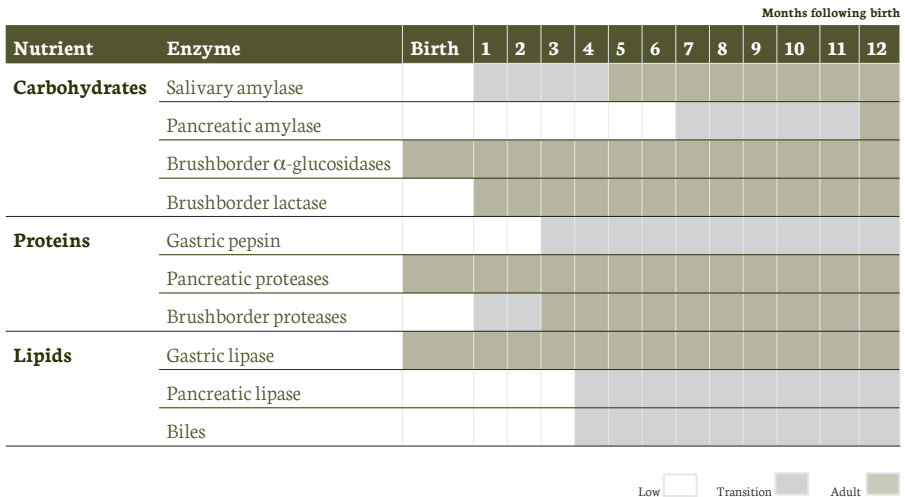 Months following birth
Nutrient Enzyme Birth 1 2 3 4 5 6 7 8 9 10 11 12
Carbohydrates Salivary amylase
Pancreatic amylase
Brushborder α-glucosidases
Brushborder lactase
Proteins Gastric pepsin
Pancreatic proteases
Brushborder proteases
Lipids Gastric lipase
Pancreatic lipase
Biles
Low Transition Adult